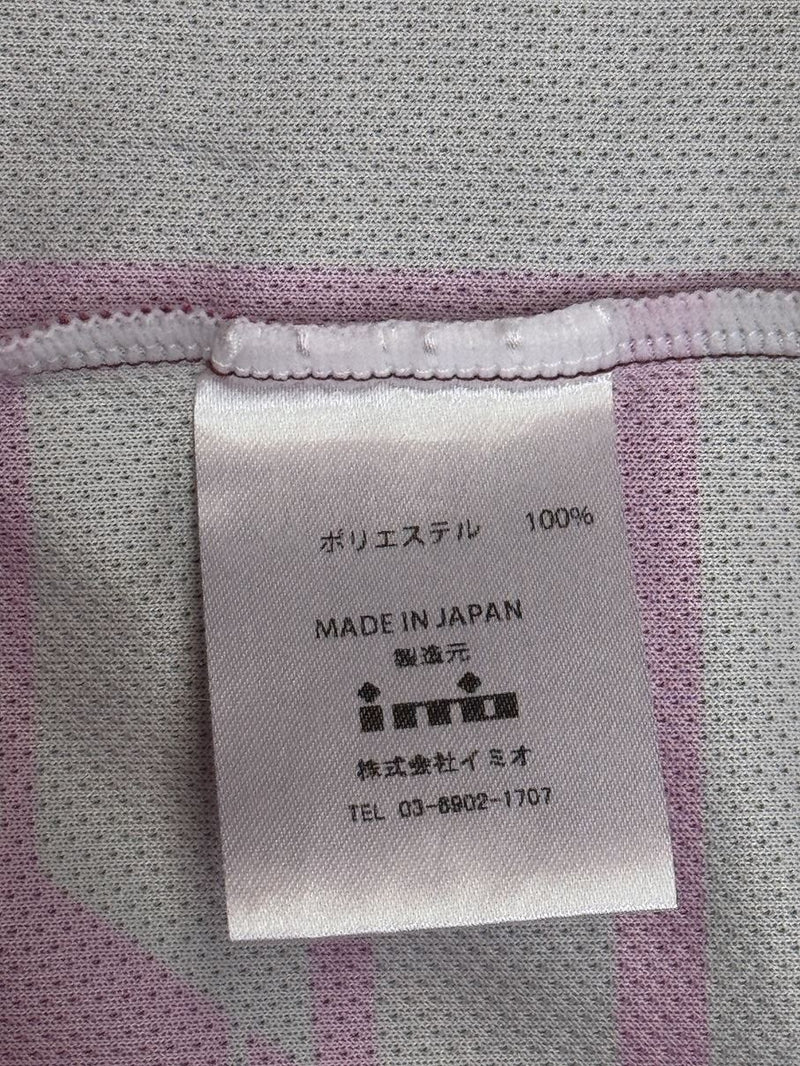 ポリエステル 100%
MADE IN JAPAN
製造元
imio
株式会社イミオ
TEL 03-6902-1707